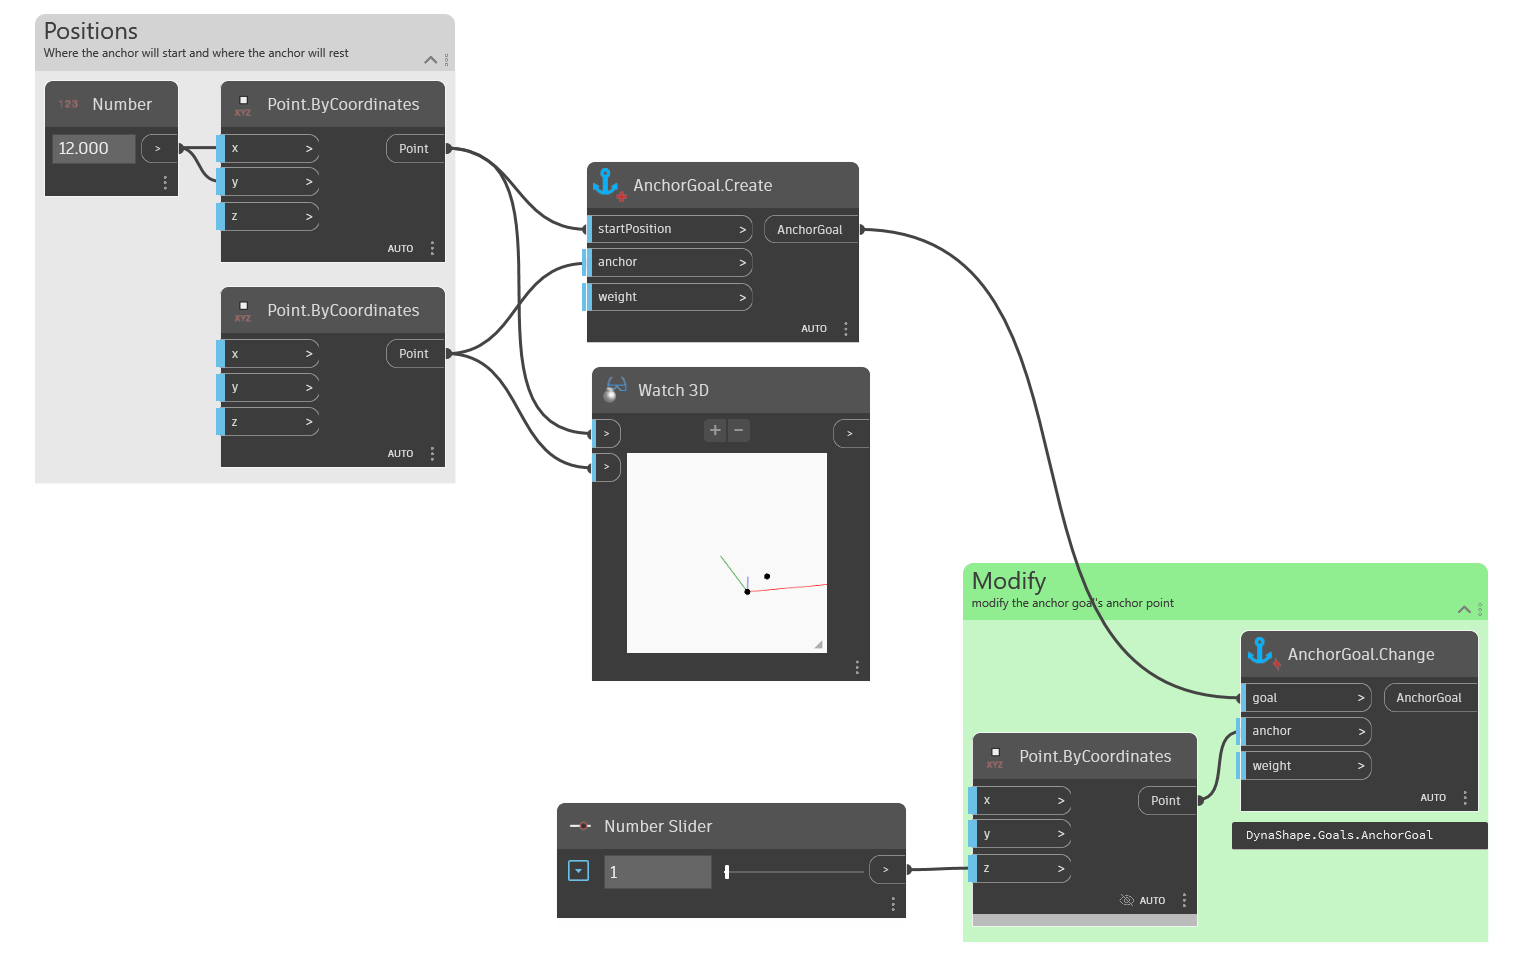 Positions
Where the anchor will start and where the anchor will rest
123 Number
12.000 >
XYZ Point.ByCoordinates
x > Point
y >
z >
AUTO
XYZ Point.ByCoordinates
x > Point
y >
z >
AUTO
AnchorGoal.Create
startPosition > AnchorGoal
anchor >
weight >
AUTO
Watch 3D
> + − >
>
Modify
modify the anchor goal's anchor point
AnchorGoal.Change
goal > AnchorGoal
anchor >
weight >
AUTO
DynaShape.Goals.AnchorGoal
XYZ Point.ByCoordinates
x > Point
y >
z >
AUTO
Number Slider
1 >